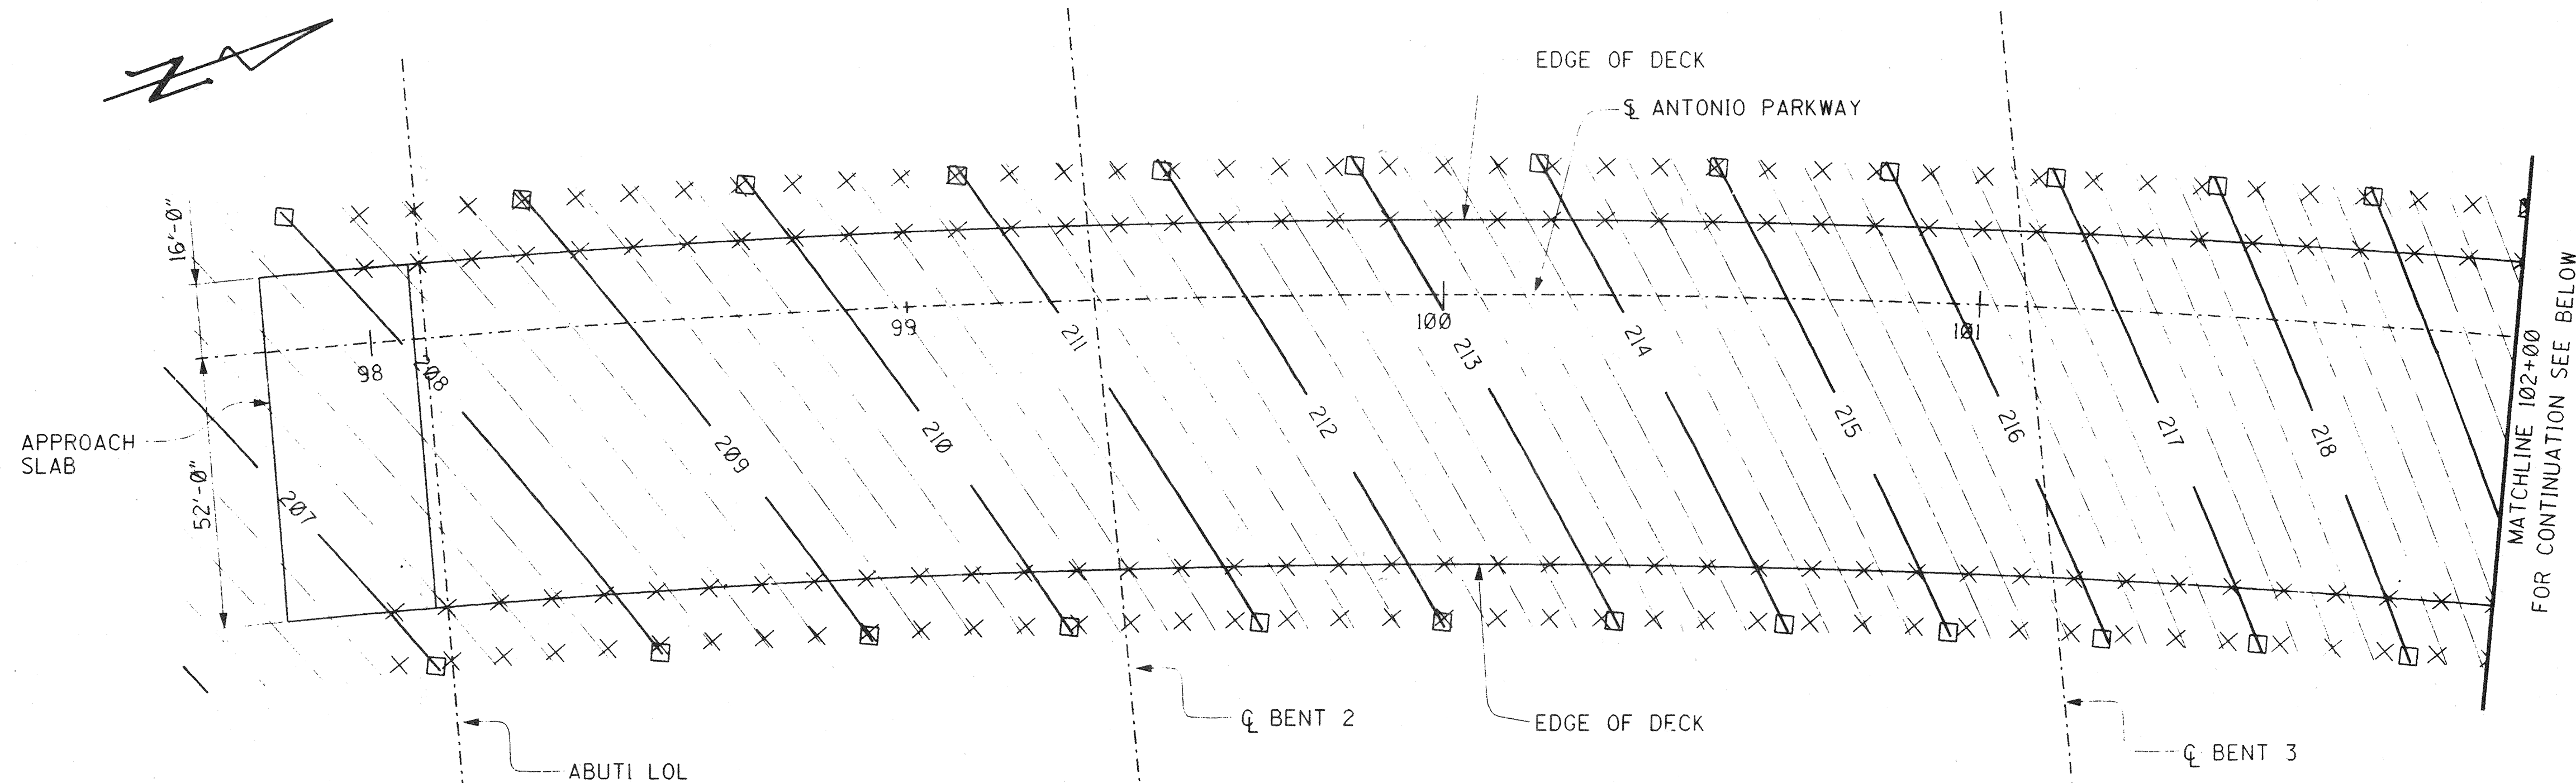 N
EDGE OF DECK
℄ ANTONIO PARKWAY
16'-0"
98
99
100
101
52'-0"
APPROACH
SLAB
207
208
209
210
211
212
213
214
215
216
217
218
MATCHLINE 102+00
FOR CONTINUATION SEE BELOW
ABUT1 LOL
℄ BENT 2
EDGE OF DECK
℄ BENT 3